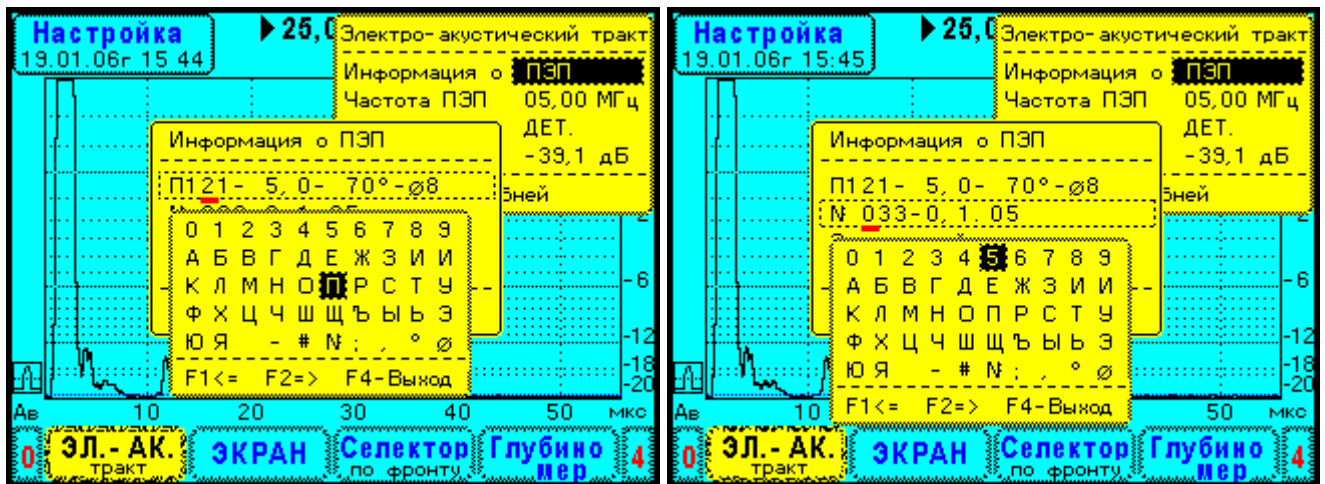 Настройка
19.01.06г 15 44
▶25,0
Электро-акустический тракт
Информация о ПЭП
Частота ПЭП 05,00 МГц
ДЕТ.
-39,1 дБ
бней
Информация о ПЭП
П121- 5,0- 70°-ø8
0 1 2 3 4 5 6 7 8 9
А Б В Г Д Е Ж З И И
К Л М Н О П Р С Т У
Ф Х Ц Ч Ш Щ Ъ Ы Ь Э
Ю Я - # N ; , ° ø
F1<= F2=> F4-Выход
-6
-12
-18
-20
Ав 10 20 30 40 50 мкс
0 ЭЛ.- АК. тракт ЭКРАН Селектор по фронту Глубино мер 4
Настройка
19.01.06г 15:45
▶25,0
Электро-акустический тракт
Информация о ПЭП
Частота ПЭП 05,00 МГц
ДЕТ.
-39,1 дБ
бней
Информация о ПЭП
П121- 5,0- 70°-ø8
N 033-0,1.05
0 1 2 3 4 5 6 7 8 9
А Б В Г Д Е Ж З И И
К Л М Н О П Р С Т У
Ф Х Ц Ч Ш Щ Ъ Ы Ь Э
Ю Я - # N ; , ° ø
F1<= F2=> F4-Выход
-6
-12
-18
-20
Ав 10 50 мкс
0 ЭЛ.- АК. тракт ЭКРАН Селектор по фронту Глубино мер 4